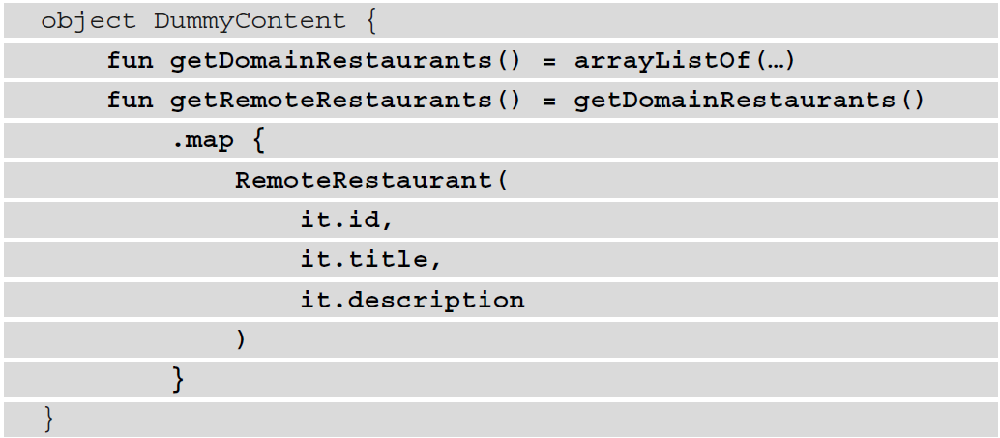 object DummyContent {
    fun getDomainRestaurants() = arrayListOf(…)
    fun getRemoteRestaurants() = getDomainRestaurants()
        .map {
            RemoteRestaurant(
                it.id,
                it.title,
                it.description
            )
        }
}